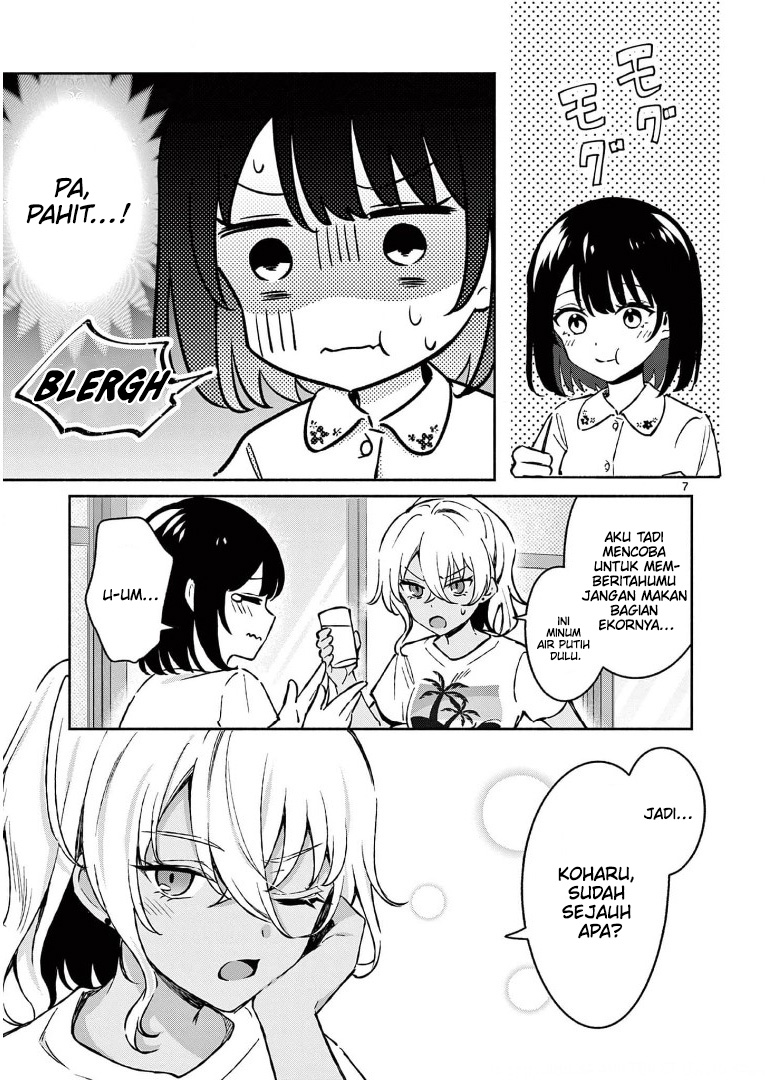 モグ
モグ
PA,
PAHIT...!
BLERGH
7
AKU TADI
MENCOBA
UNTUK MEM-
BERITAHUMU
JANGAN MAKAN
BAGIAN
EKORNYA...
INI
MINUM
AIR PUTIH
DULU.
U-UM...
JADI...
KOHARU,
SUDAH
SEJAUH
APA?